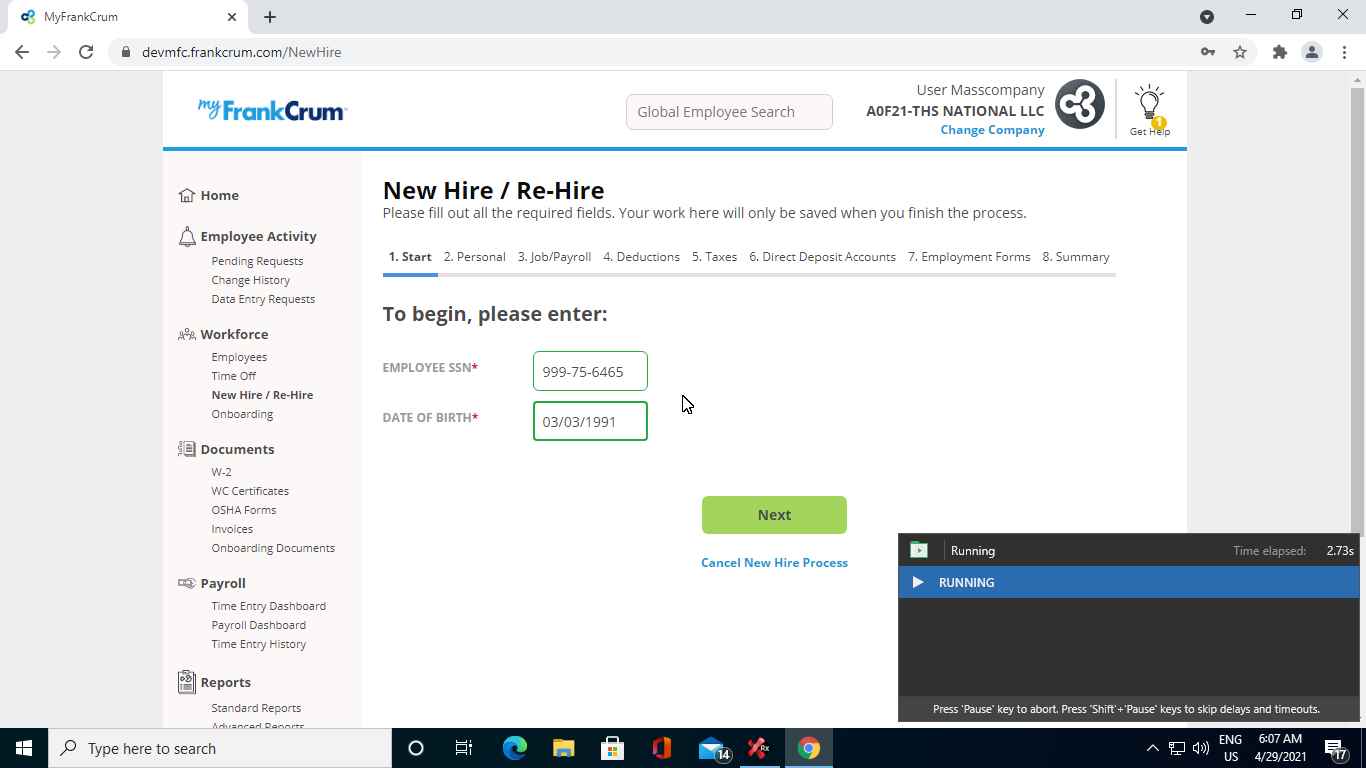 MyFrankCrum
devmfc.frankcrum.com/NewHire
myFrankCrum
Global Employee Search
User Masscompany
A0F21-THS NATIONAL LLC
Change Company
1
Get Help
Home
Employee Activity
Pending Requests
Change History
Data Entry Requests
Workforce
Employees
Time Off
New Hire / Re-Hire
Onboarding
Documents
W-2
WC Certificates
OSHA Forms
Invoices
Onboarding Documents
Payroll
Time Entry Dashboard
Payroll Dashboard
Time Entry History
Reports
Standard Reports
Advanced Reports
New Hire / Re-Hire
Please fill out all the required fields. Your work here will only be saved when you finish the process.
1. Start 2. Personal 3. Job/Payroll 4. Deductions 5. Taxes 6. Direct Deposit Accounts 7. Employment Forms 8. Summary
To begin, please enter:
EMPLOYEE SSN* 999-75-6465
DATE OF BIRTH* 03/03/1991
Next
Cancel New Hire Process
Running Time elapsed: 2.73s
RUNNING
Press 'Pause' key to abort. Press 'Shift'+'Pause' keys to skip delays and timeouts.
Type here to search
14
Rx
ENG
US
6:07 AM
4/29/2021
17